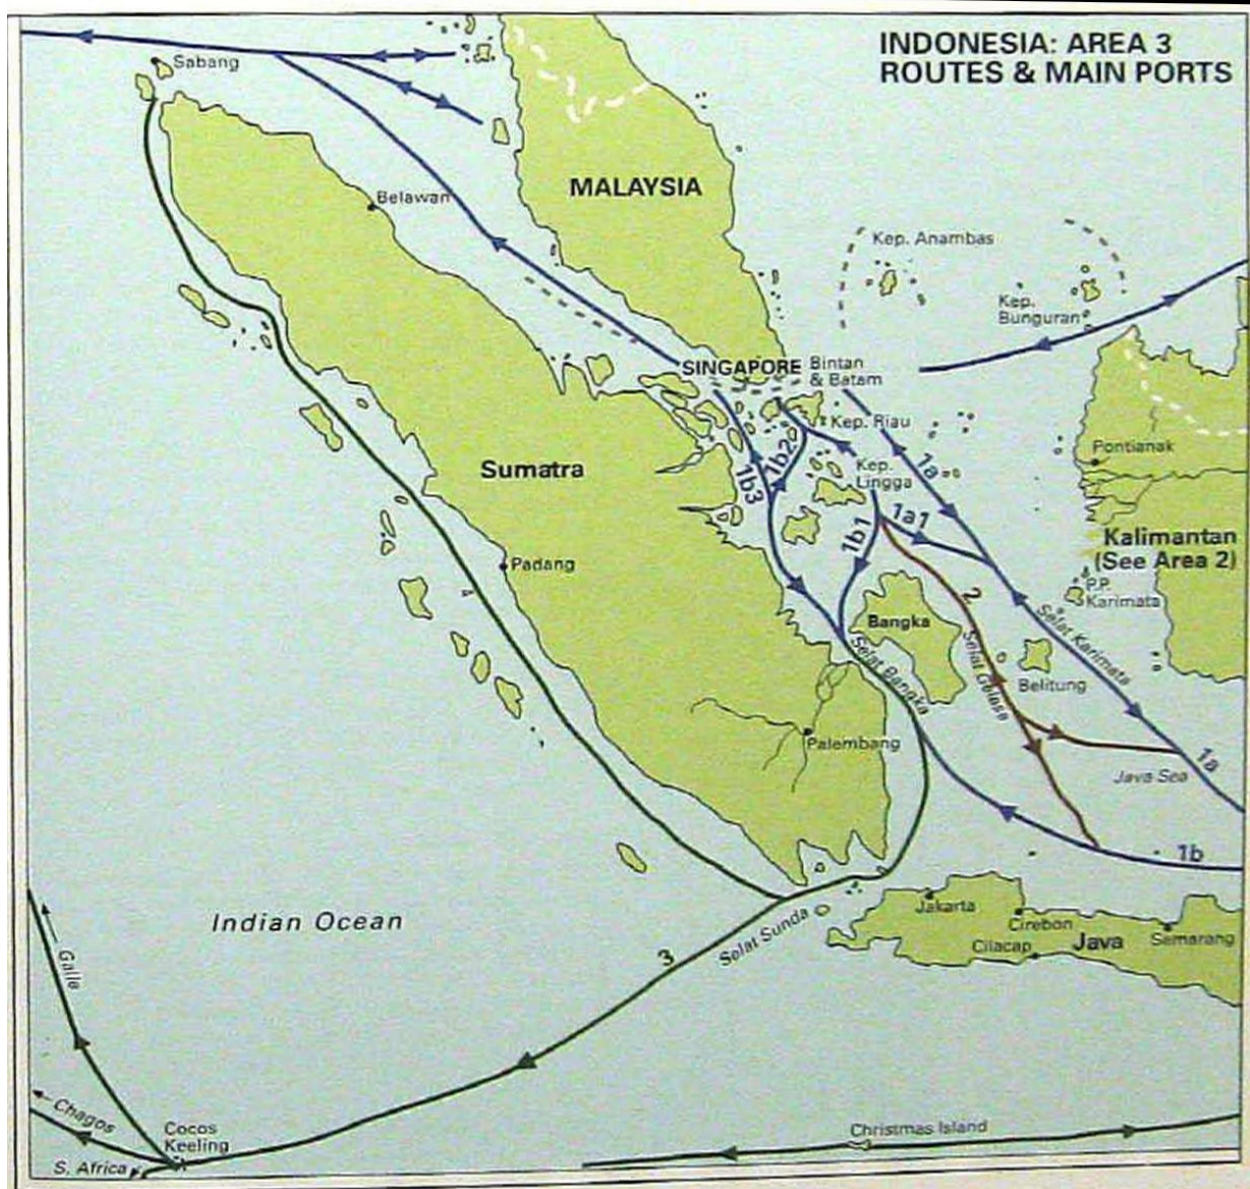 INDONESIA: AREA 3
ROUTES & MAIN PORTS
Sabang
MALAYSIA
Belawan
Kep. Anambas
Kep.
Bunguran
SINGAPORE
Bintan
& Batam
Kep. Riau
1a
Pontianak
Sumatra
1b2
1b3
Kep.
Lingga
1a1
1b1
Kalimantan
(See Area 2)
P.P.
Karimata
Padang
4
2
Bangka
Selat Karimata
Selat Bangka
Selat Gelasa
Belitung
Palembang
Java Sea
1a
1b
Indian Ocean
Jakarta
Cirebon
Cilacap
Java
Semarang
Selat Sunda
3
Galle
Chagos
Cocos
Keeling
S. Africa
Christmas Island